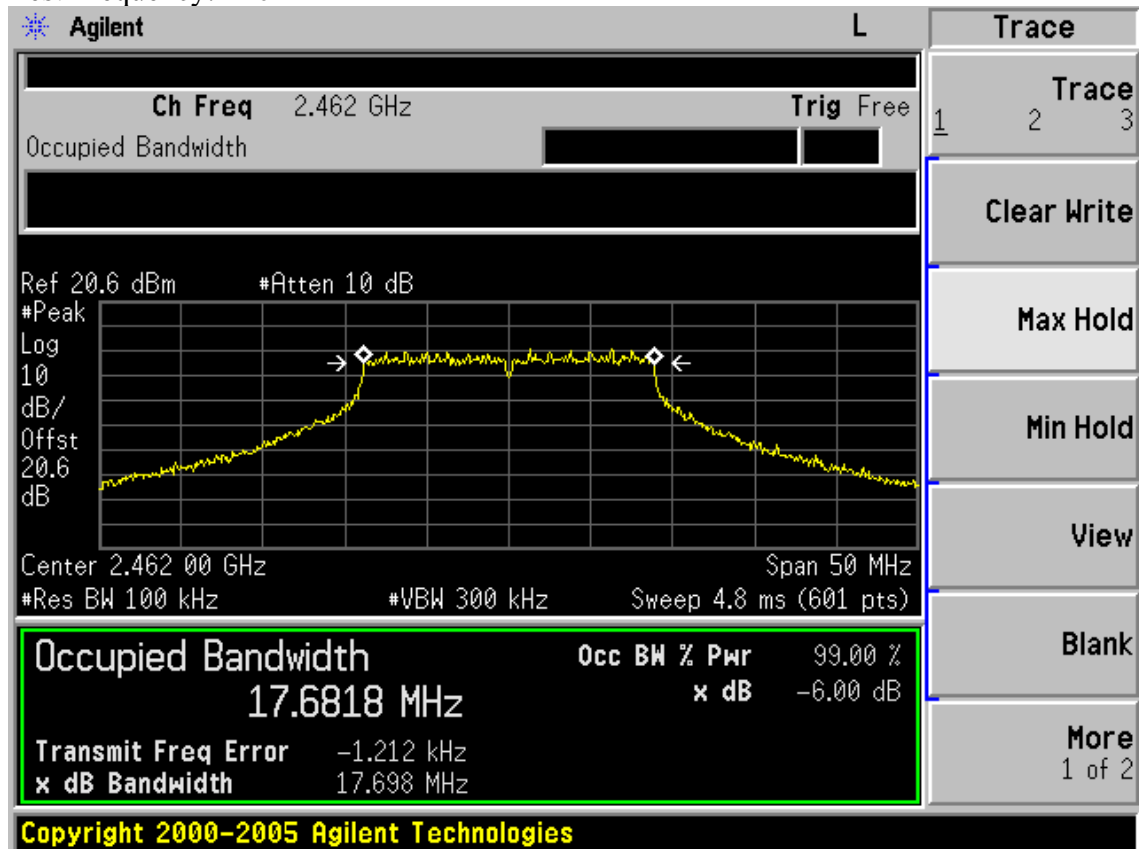 Agilent L
Trace
Ch Freq 2.462 GHz Trig Free
Occupied Bandwidth
Trace
1 2 3
Clear Write
Max Hold
Min Hold
View
Blank
More
1 of 2
Ref 20.6 dBm #Atten 10 dB
#Peak
Log
10
dB/
Offst
20.6
dB
Center 2.462 00 GHz Span 50 MHz
#Res BW 100 kHz #VBW 300 kHz Sweep 4.8 ms (601 pts)
Occupied Bandwidth
17.6818 MHz
Occ BW % Pwr 99.00 %
x dB -6.00 dB
Transmit Freq Error -1.212 kHz
x dB Bandwidth 17.698 MHz
Copyright 2000-2005 Agilent Technologies